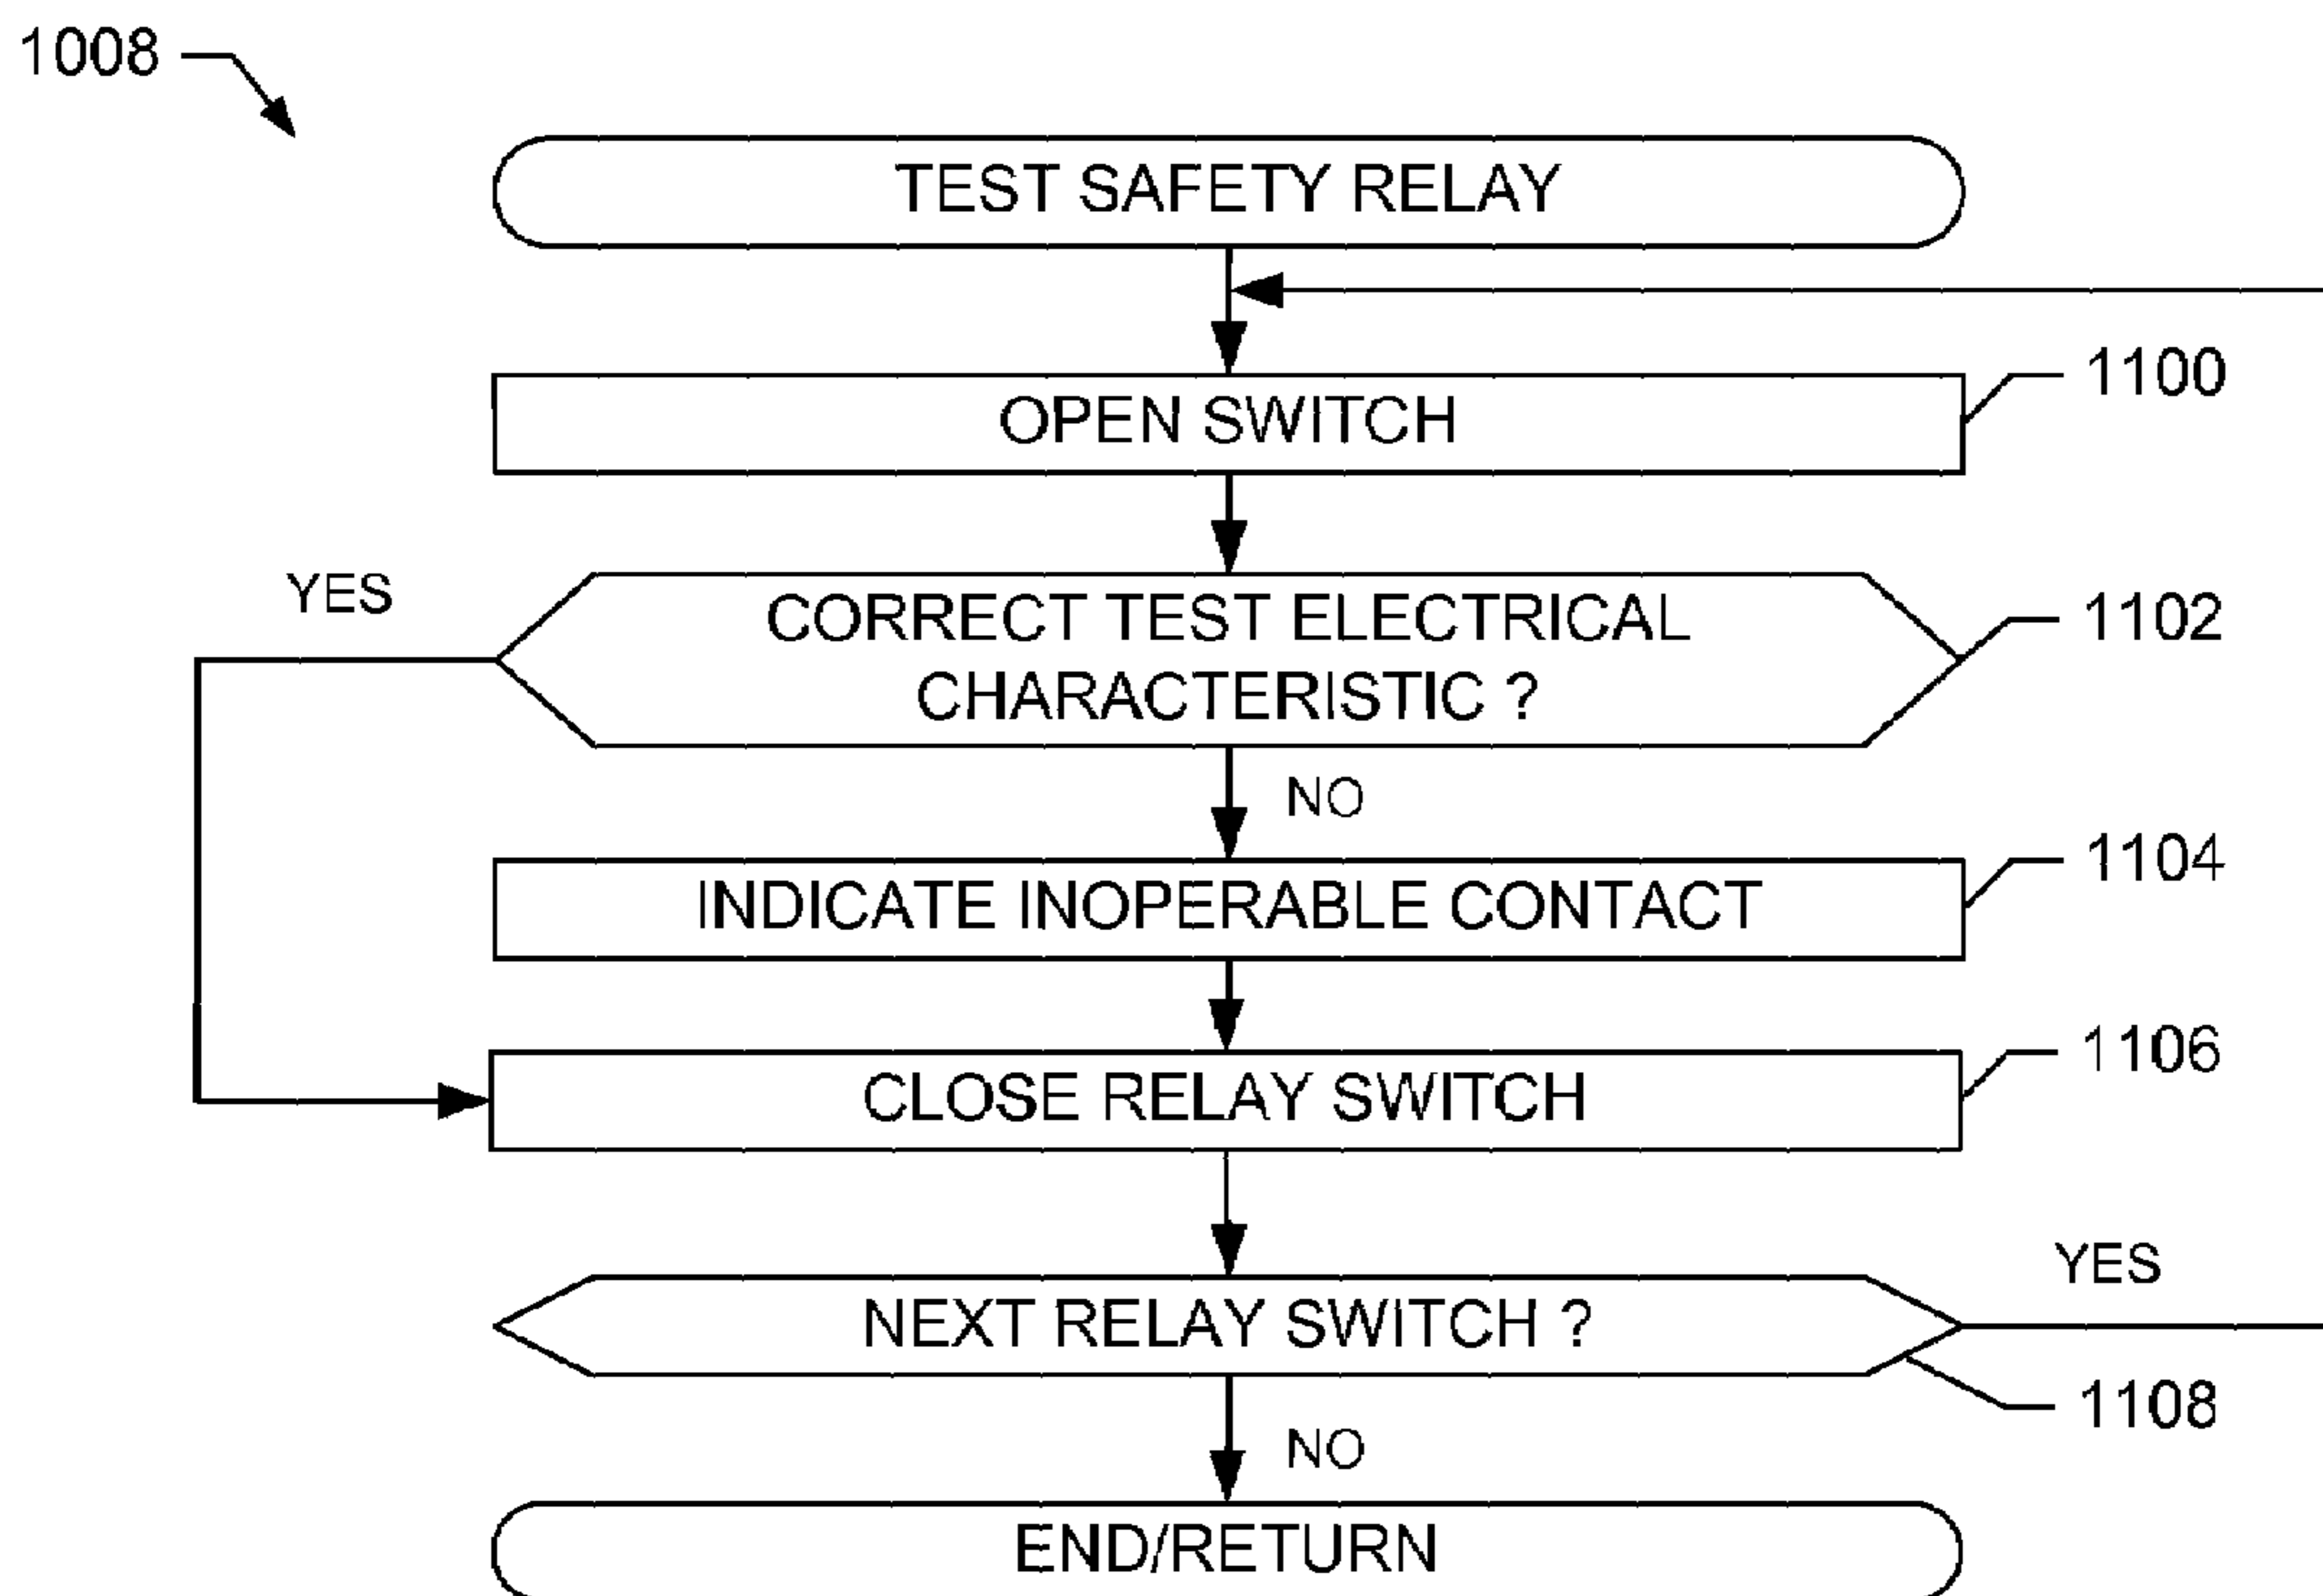 1008
TEST SAFETY RELAY
1100
OPEN SWITCH
YES
CORRECT TEST ELECTRICAL
CHARACTERISTIC ?
1102
NO
1104
INDICATE INOPERABLE CONTACT
1106
CLOSE RELAY SWITCH
YES
NEXT RELAY SWITCH ?
1108
NO
END/RETURN